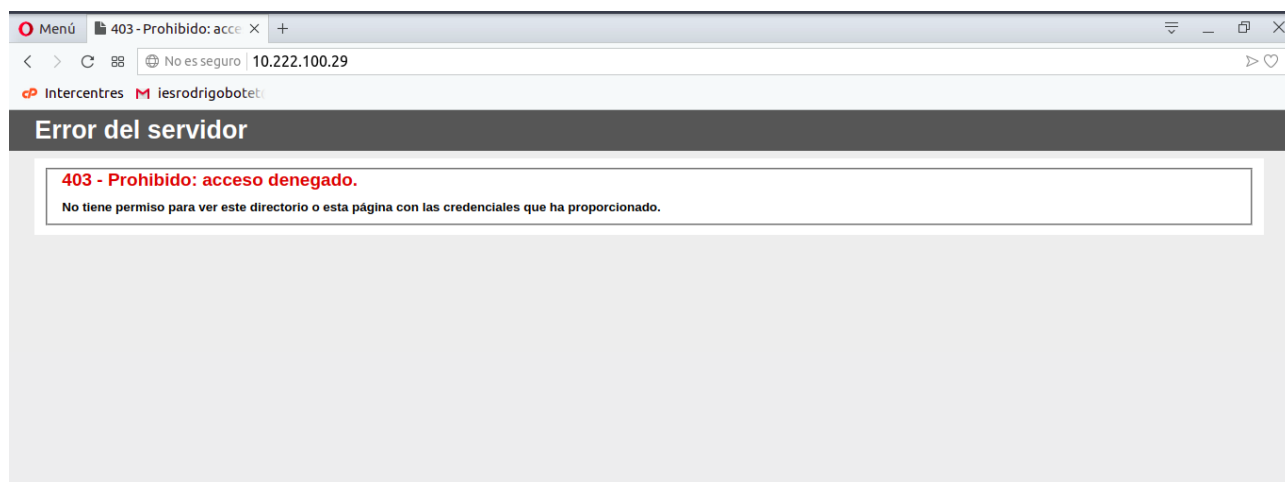 Menú 403 - Prohibido: acce
No es seguro 10.222.100.29
Intercentres iesrodrigobotet
Error del servidor
403 - Prohibido: acceso denegado.
No tiene permiso para ver este directorio o esta página con las credenciales que ha proporcionado.